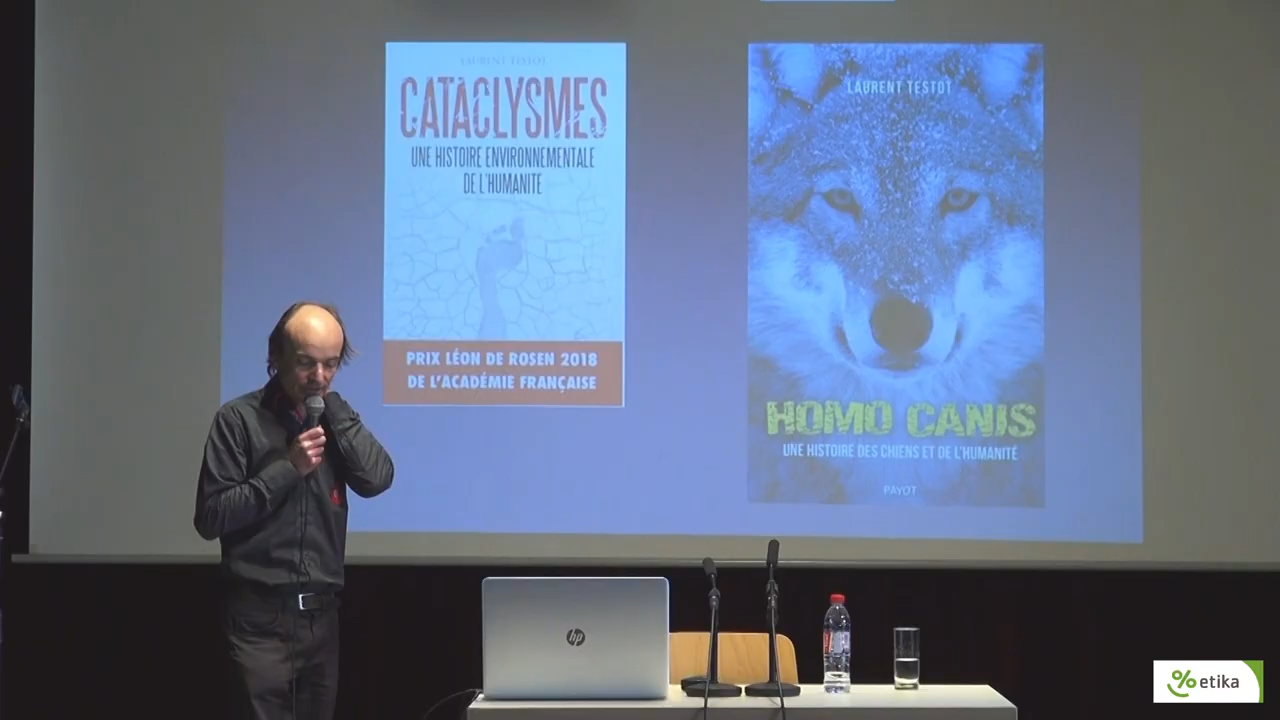 LAURENT TESTOT
CATACLYSMES
UNE HISTOIRE ENVIRONNEMENTALE
DE L'HUMANITÉ
PRIX LÉON DE ROSEN 2018
DE L'ACADÉMIE FRANÇAISE
LAURENT TESTOT
HOMO CANIS
UNE HISTOIRE DES CHIENS ET DE L'HUMANITÉ
PAYOT
hp
% etika